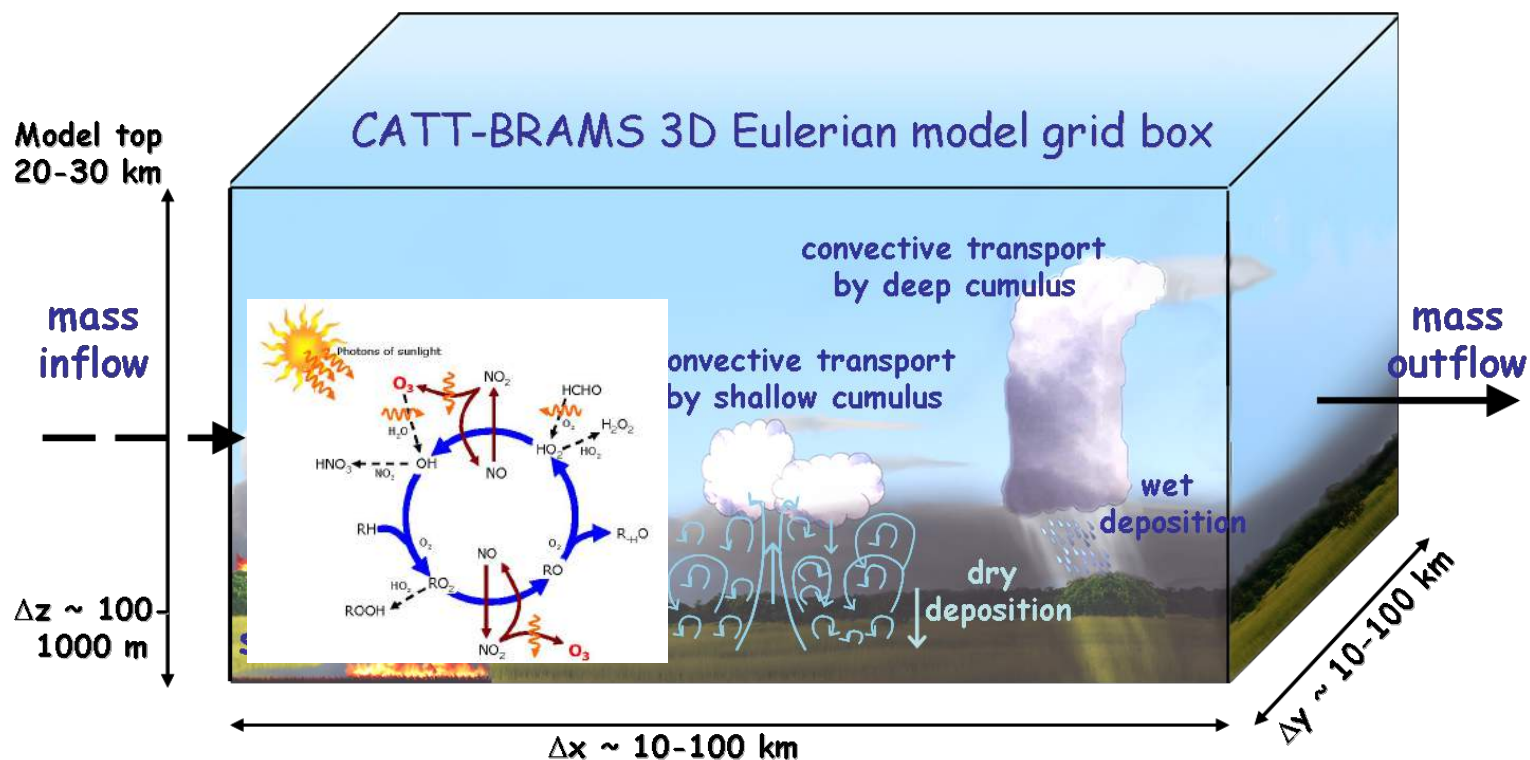 CATT-BRAMS 3D Eulerian model grid box
Model top
20-30 km
convective transport
by deep cumulus
mass
inflow
mass
outflow
Photons of sunlight
O₃
NO₂
HCHO
H₂O
O₂
H₂O₂
HO₂
HO₂
HNO₃
NO₂
OH
NO
RH
O₂
O₂
R-HO
NO
RO
HO₂
RO₂
ROOH
NO₂
O₃
onvective transport
by shallow cumulus
wet
deposition
dry
deposition
Δz ~ 100-
1000 m
Δx ~ 10-100 km
Δy ~ 10-100 km